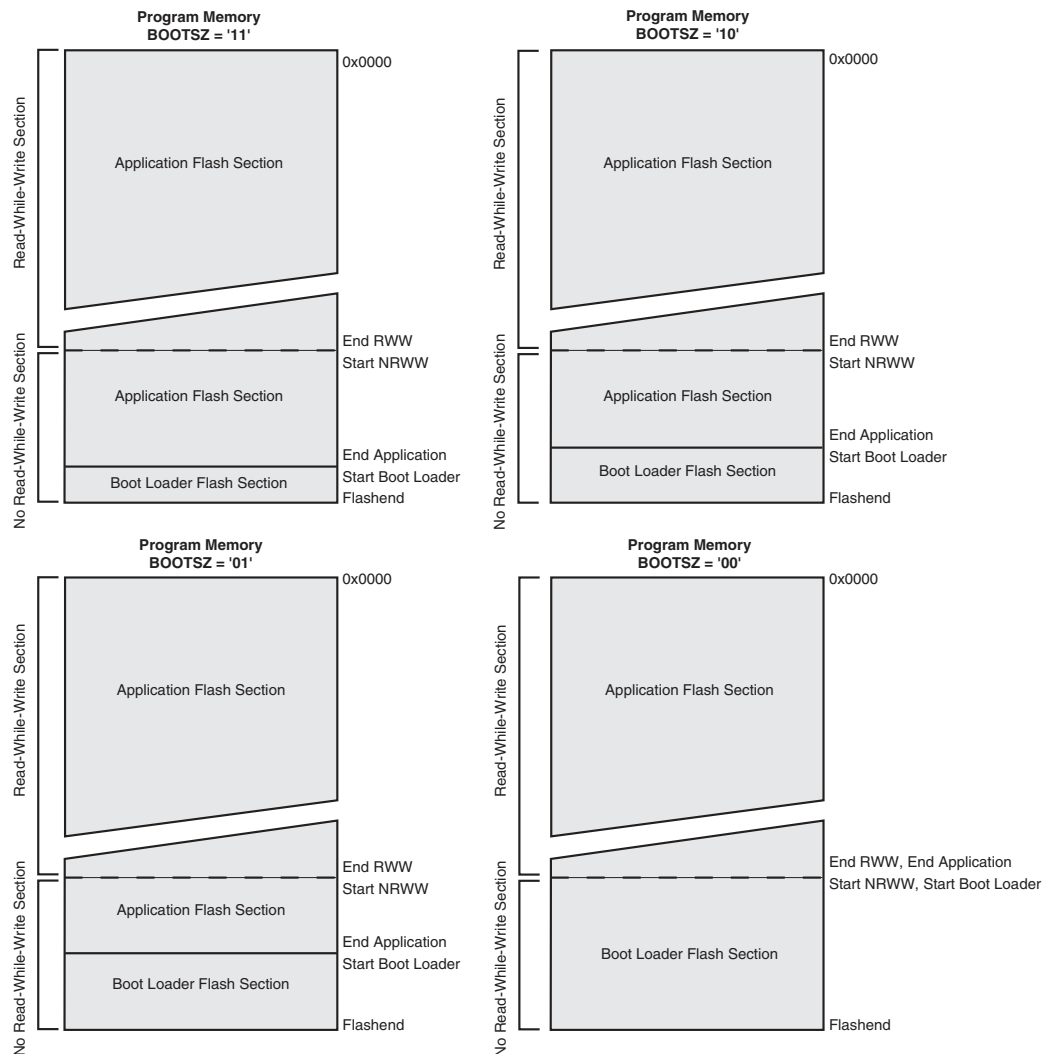 Program Memory
BOOTSZ = '11'
0x0000
Read-While-Write Section
Application Flash Section
End RWW
Start NRWW
No Read-While-Write Section
Application Flash Section
End Application
Start Boot Loader
Boot Loader Flash Section
Flashend
Program Memory
BOOTSZ = '10'
0x0000
Read-While-Write Section
Application Flash Section
End RWW
Start NRWW
No Read-While-Write Section
Application Flash Section
End Application
Start Boot Loader
Boot Loader Flash Section
Flashend
Program Memory
BOOTSZ = '01'
0x0000
Read-While-Write Section
Application Flash Section
End RWW
Start NRWW
No Read-While-Write Section
Application Flash Section
End Application
Start Boot Loader
Boot Loader Flash Section
Flashend
Program Memory
BOOTSZ = '00'
0x0000
Read-While-Write Section
Application Flash Section
End RWW, End Application
Start NRWW, Start Boot Loader
No Read-While-Write Section
Boot Loader Flash Section
Flashend